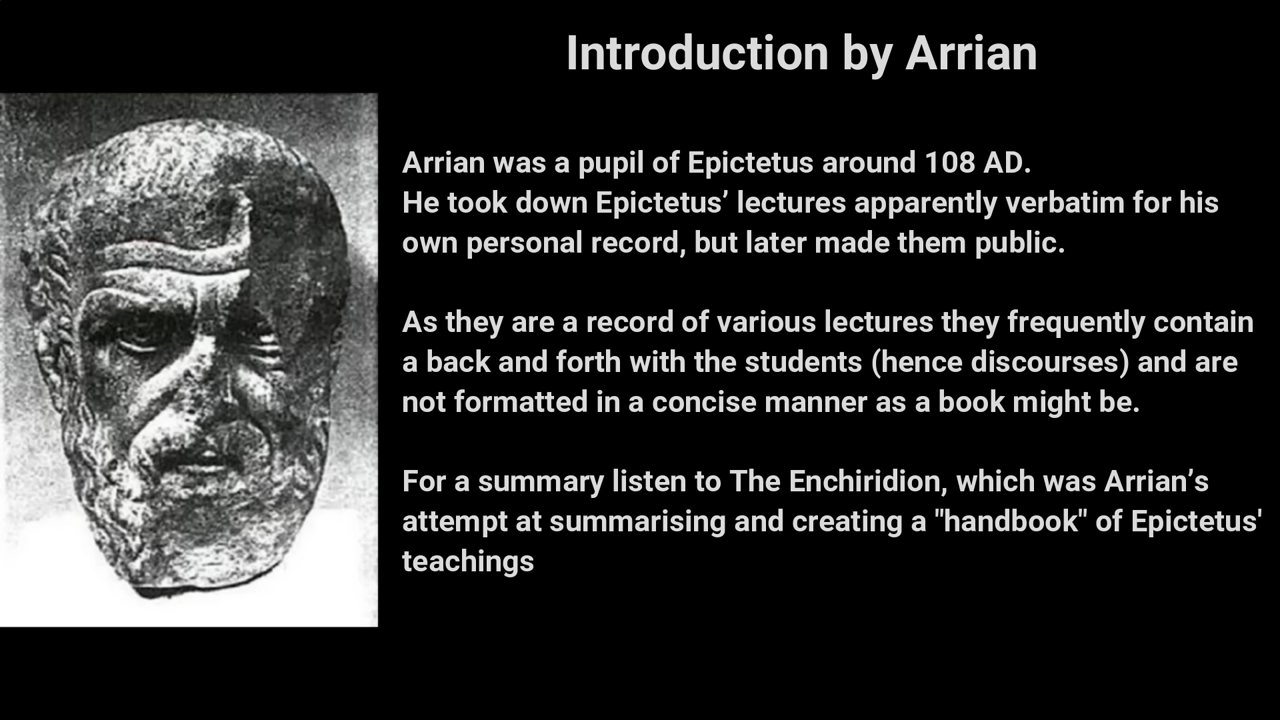 Introduction by Arrian
Arrian was a pupil of Epictetus around 108 AD.
He took down Epictetus’ lectures apparently verbatim for his
own personal record, but later made them public.
As they are a record of various lectures they frequently contain
a back and forth with the students (hence discourses) and are
not formatted in a concise manner as a book might be.
For a summary listen to The Enchiridion, which was Arrian’s
attempt at summarising and creating a "handbook" of Epictetus'
teachings